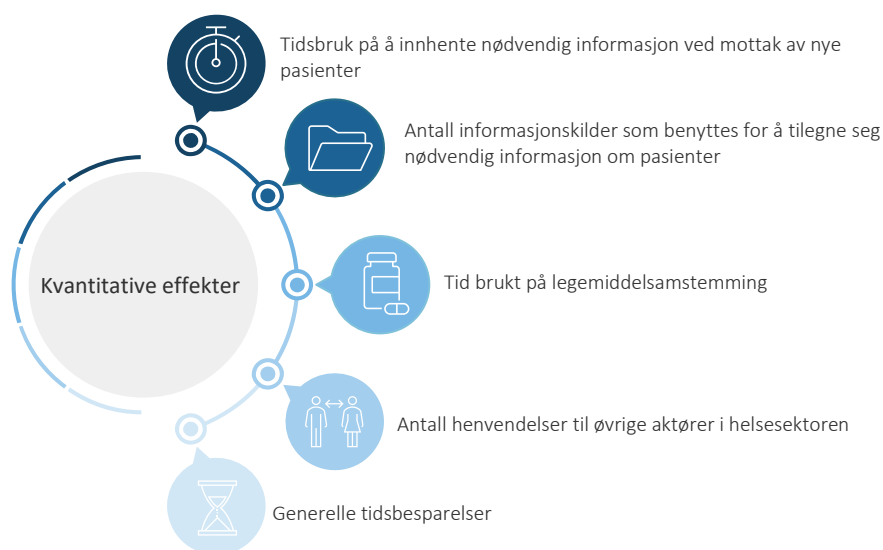 Tidsbruk på å innhente nødvendig informasjon ved mottak av nye
pasienter
Antall informasjonskilder som benyttes for å tilegne seg
nødvendig informasjon om pasienter
Kvantitative effekter
Tid brukt på legemiddelsamstemming
Antall henvendelser til øvrige aktører i helsesektoren
Generelle tidsbesparelser